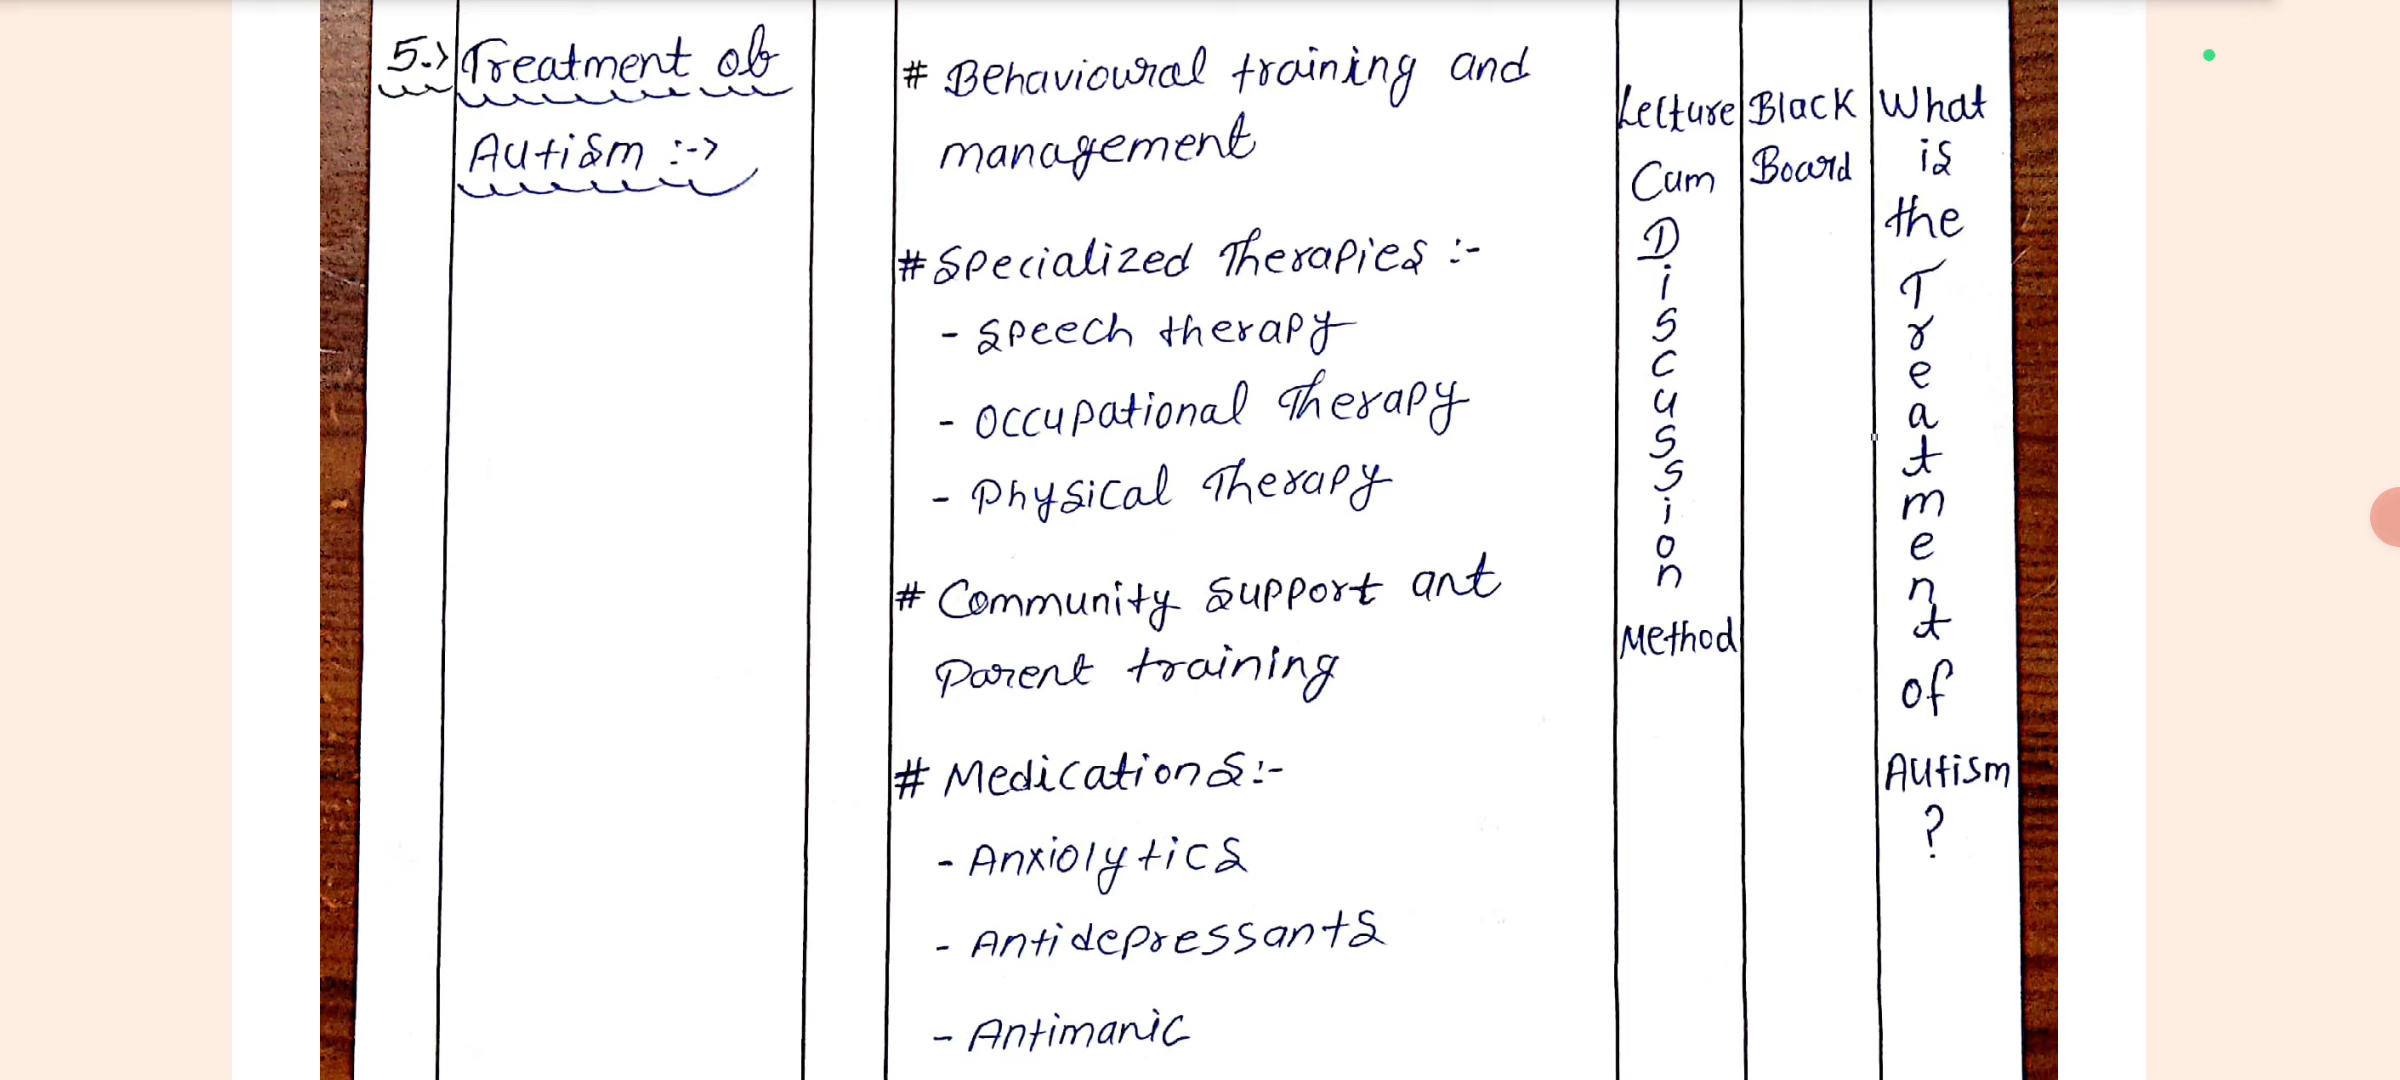 5.> Treatment ob
Autism :->
# Behavioural training and
management
# Specialized Therapies :-
- Speech therapy
- Occupational Therapy
- Physical Therapy
# Community Support ant
Parent training
# Medications:-
- Anxiolytics
- Antidepressants
- Antimanic
Lecture
Cum
Discussion
Method
Black
Board
What
is
the
Treatment
of
Autism
?